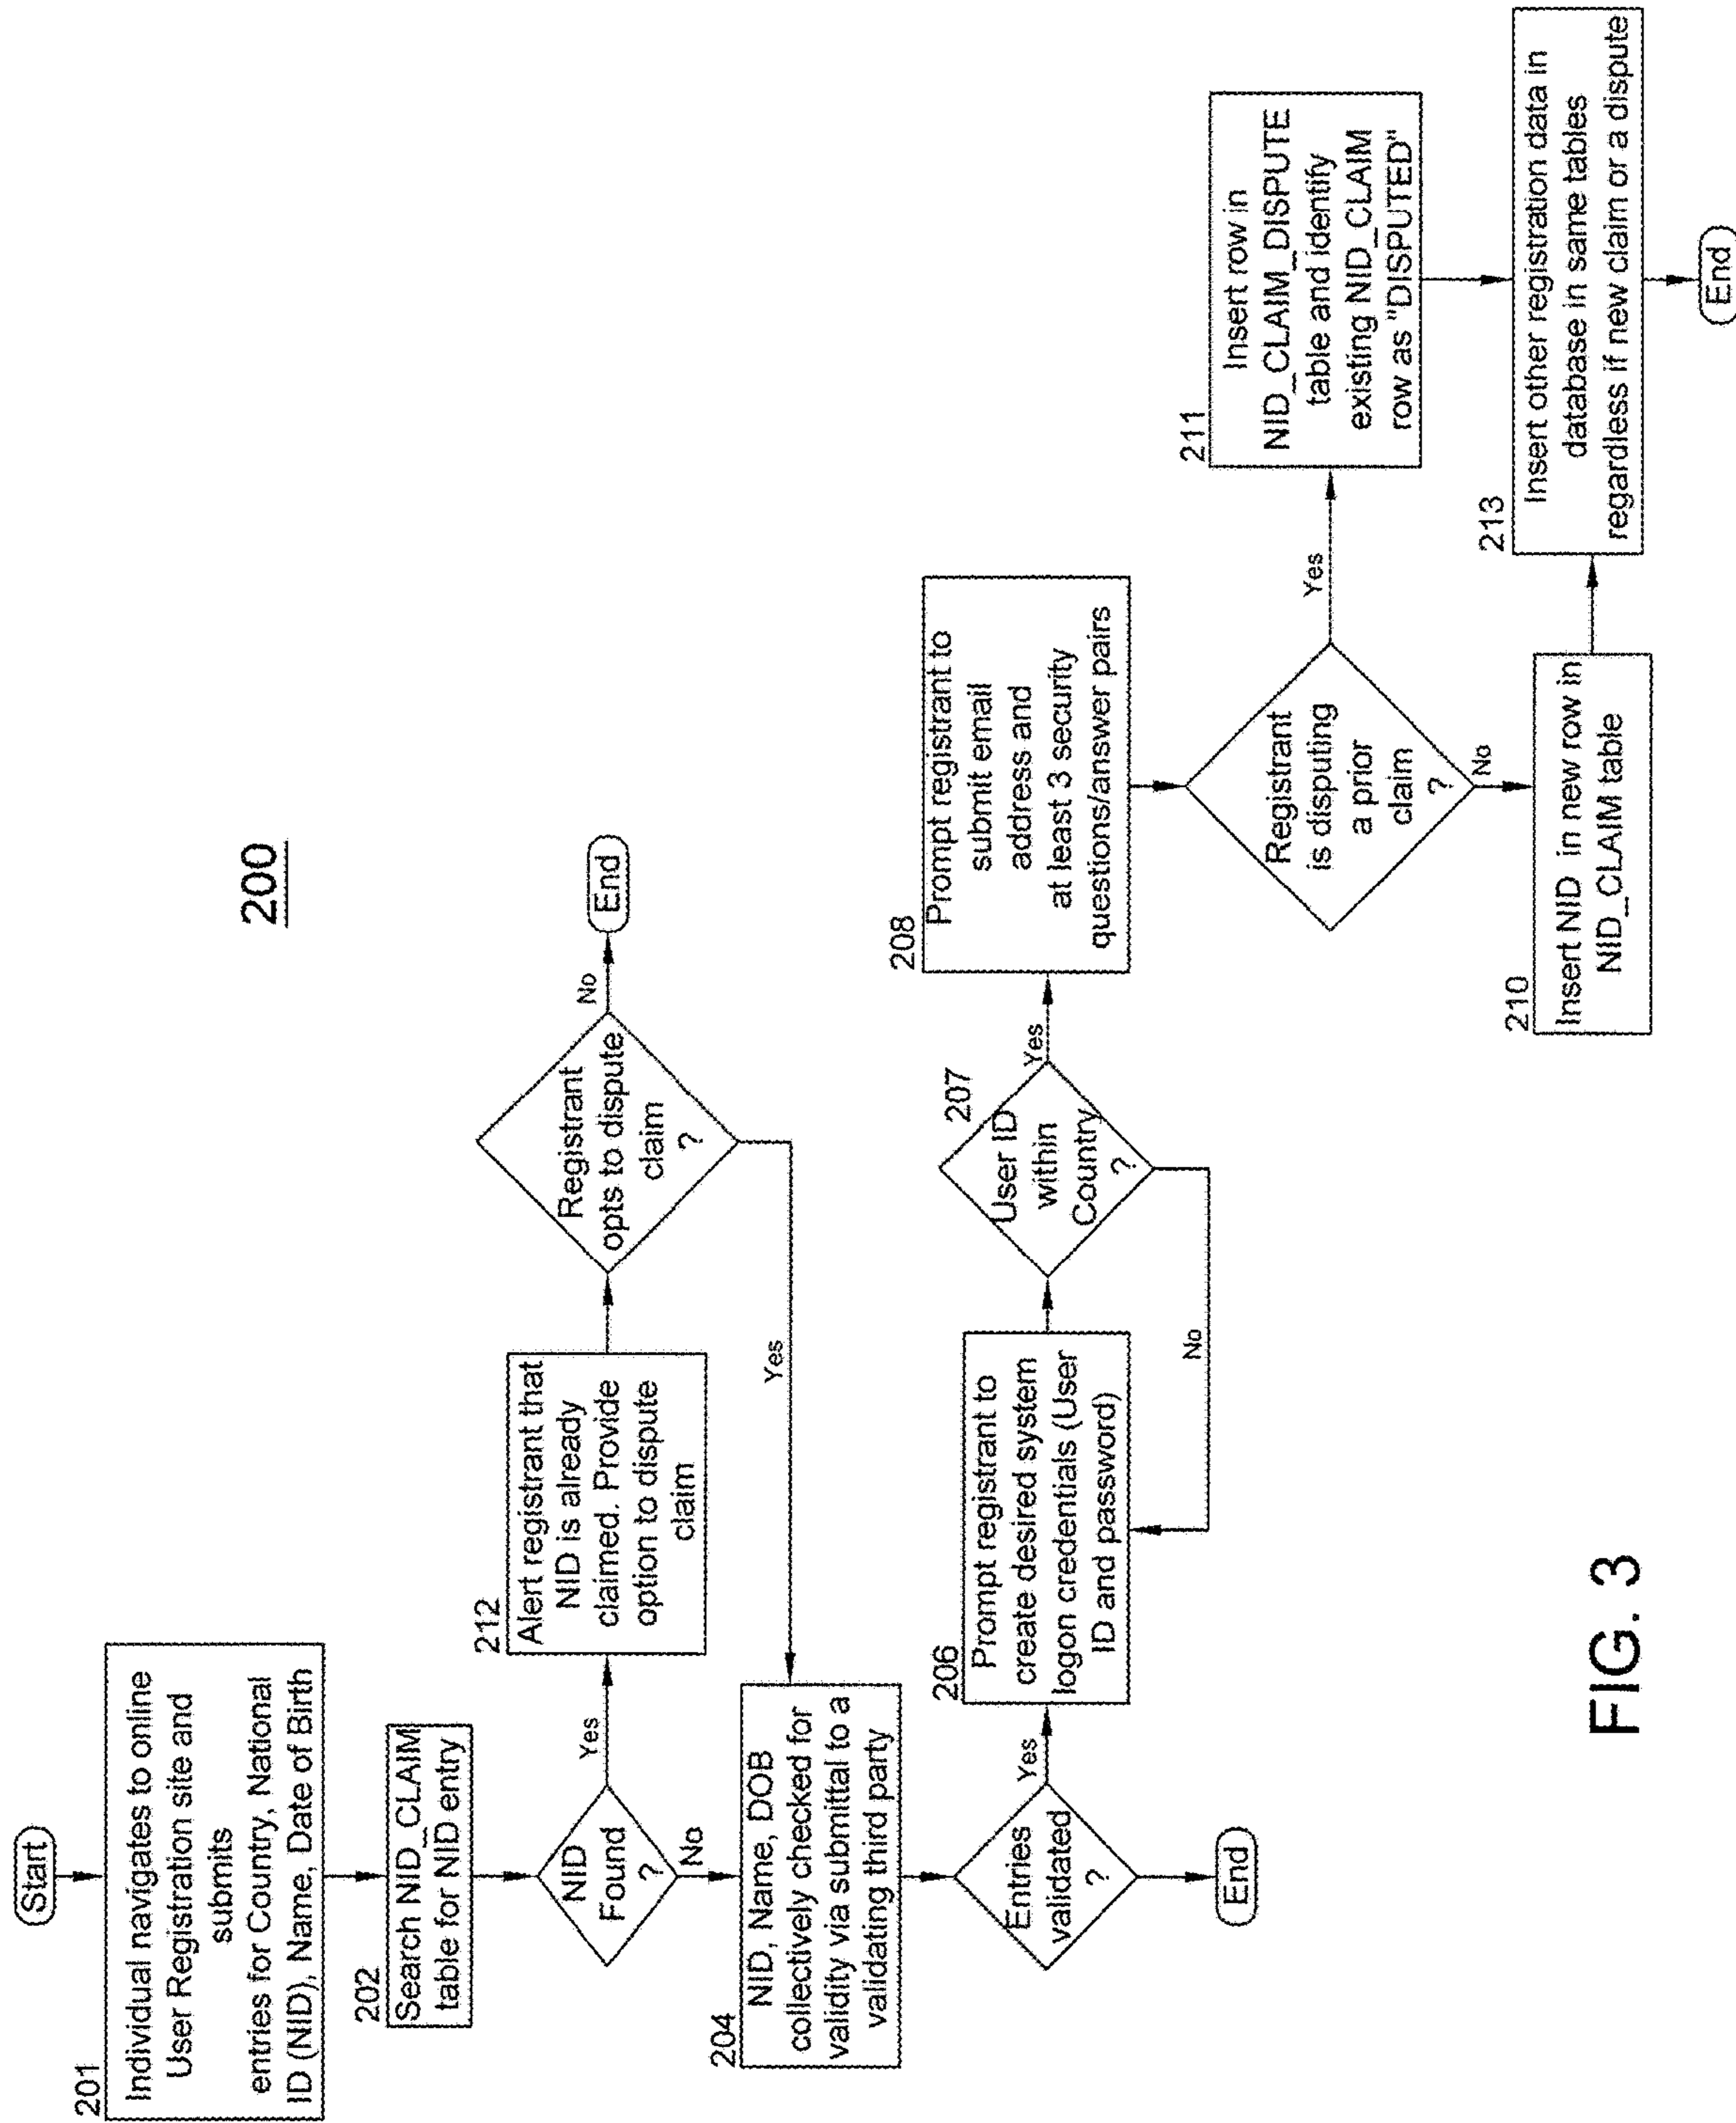 200
Start
201
Individual navigates to online
User Registration site and
submits
entries for Country, National
ID (NID), Name, Date of Birth
202
Search NID_CLAIM
table for NID entry
NID
Found
?
Yes
No
212
Alert registrant that
NID is already
claimed. Provide
option to dispute
claim
Registrant
opts to dispute
claim
?
No
End
Yes
204
NID, Name, DOB
collectively checked for
validity via submittal to a
validating third party
Entries
validated
?
Yes
End
206
Prompt registrant to
create desired system
logon credentials (User
ID and password)
207
User ID
within
Country
?
Yes
No
208
Prompt registrant to
submit email
address and
at least 3 security
questions/answer pairs
Registrant
is disputing
a prior
claim
?
Yes
No
211
Insert row in
NID_CLAIM_DISPUTE
table and identify
existing NID_CLAIM
row as "DISPUTED"
210
Insert NID in new row in
NID_CLAIM table
213
Insert other registration data in
database in same tables
regardless if new claim or a dispute
End
FIG. 3